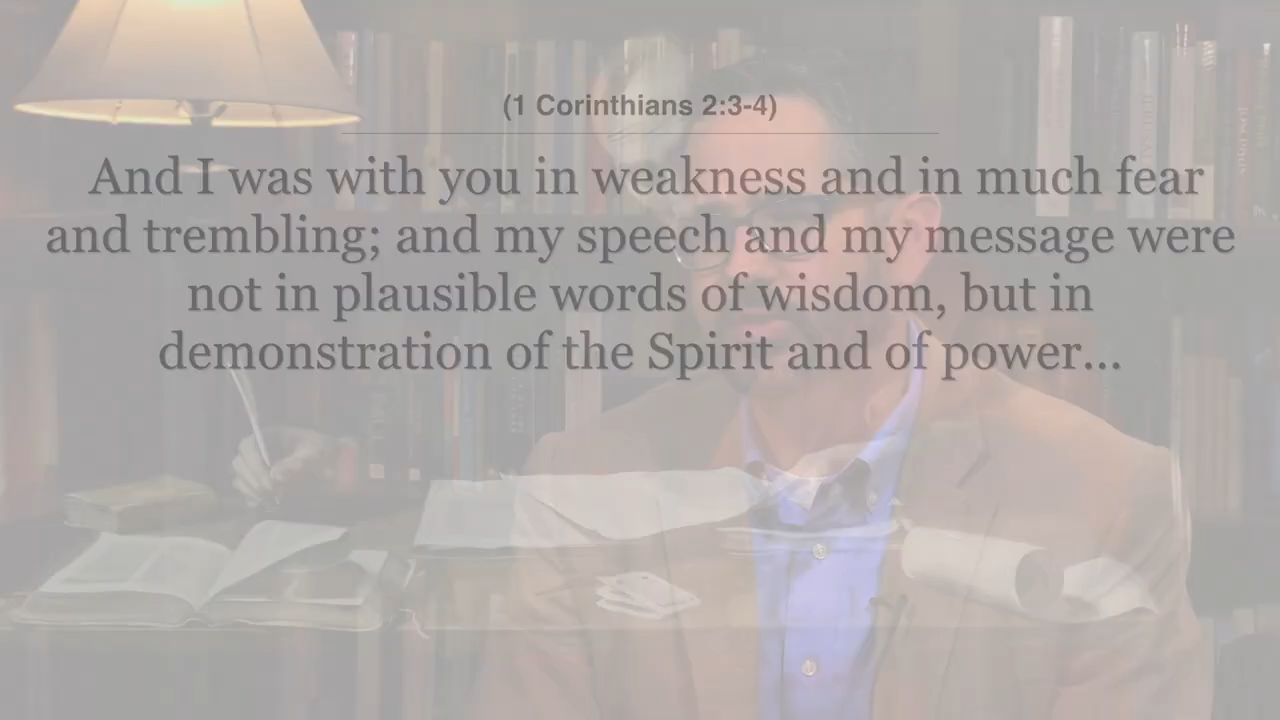 (1 Corinthians 2:3-4)
And I was with you in weakness and in much fear
and trembling; and my speech and my message were
not in plausible words of wisdom, but in
demonstration of the Spirit and of power...